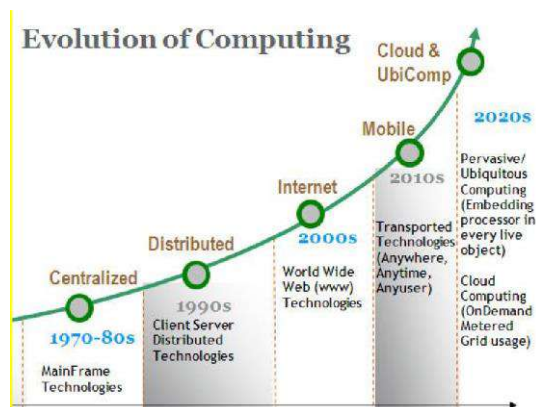 Evolution of Computing
Centralized
1970-80s
MainFrame
Technologies
Distributed
1990s
Client Server
Distributed
Technologies
Internet
2000s
World Wide
Web (www)
Technologies
Mobile
2010s
Transported
Technologies
(Anywhere,
Anytime,
Anyuser)
Cloud &
UbiComp
2020s
Pervasive/
Ubiquitous
Computing
(Embedding
processor in
every live
object)
Cloud
Computing
(OnDemand
Metered
Grid usage)